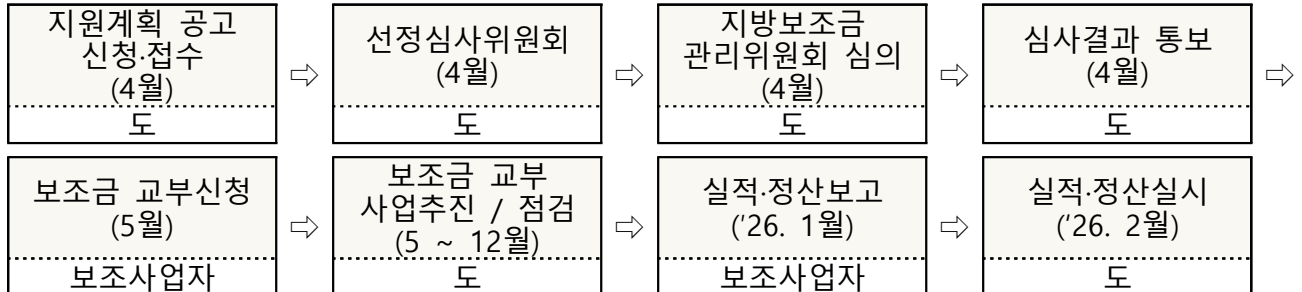 지원계획 공고
신청·접수
(4월)
도
⇨
선정심사위원회
(4월)
도
⇨
지방보조금
관리위원회 심의
(4월)
도
⇨
심사결과 통보
(4월)
도
⇨
보조금 교부신청
(5월)
보조사업자
⇨
보조금 교부
사업추진 / 점검
(5 ~ 12월)
도
⇨
실적·정산보고
('26. 1월)
보조사업자
⇨
실적·정산실시
('26. 2월)
도